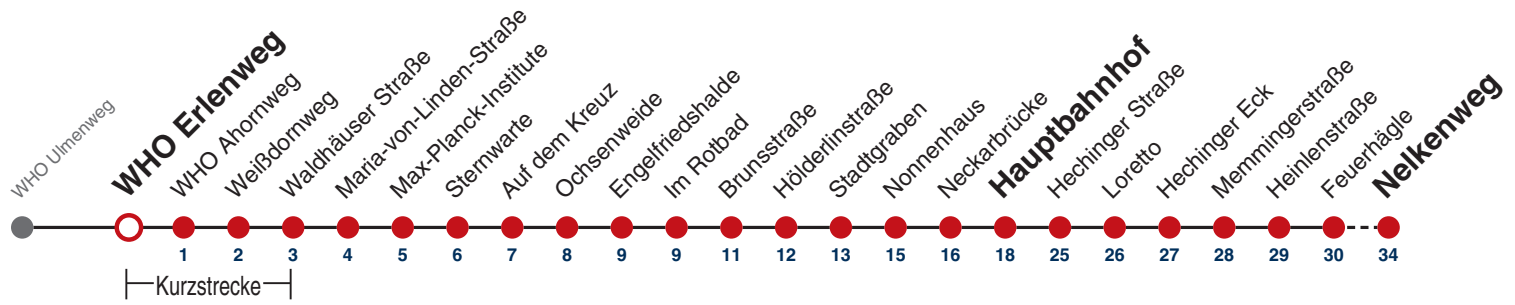 WHO Ulmenweg
WHO Erlenweg
WHO Ahornweg
Weißdornweg
Waldhäuser Straße
Maria-von-Linden-Straße
Max-Planck-Institute
Sternwarte
Auf dem Kreuz
Ochsenweide
Engelfriedshalde
Im Rotbad
Brunsstraße
Hölderlinstraße
Stadtgraben
Nonnenhaus
Neckarbrücke
Hauptbahnhof
Hechinger Straße
Loretto
Hechinger Eck
Memmingerstraße
Heinlenstraße
Feuerhägle
Nelkenweg
1 2 3 4 5 6 7 8 9 9 11 12 13 15 16 18 25 26 27 28 29 30 34
Kurzstrecke